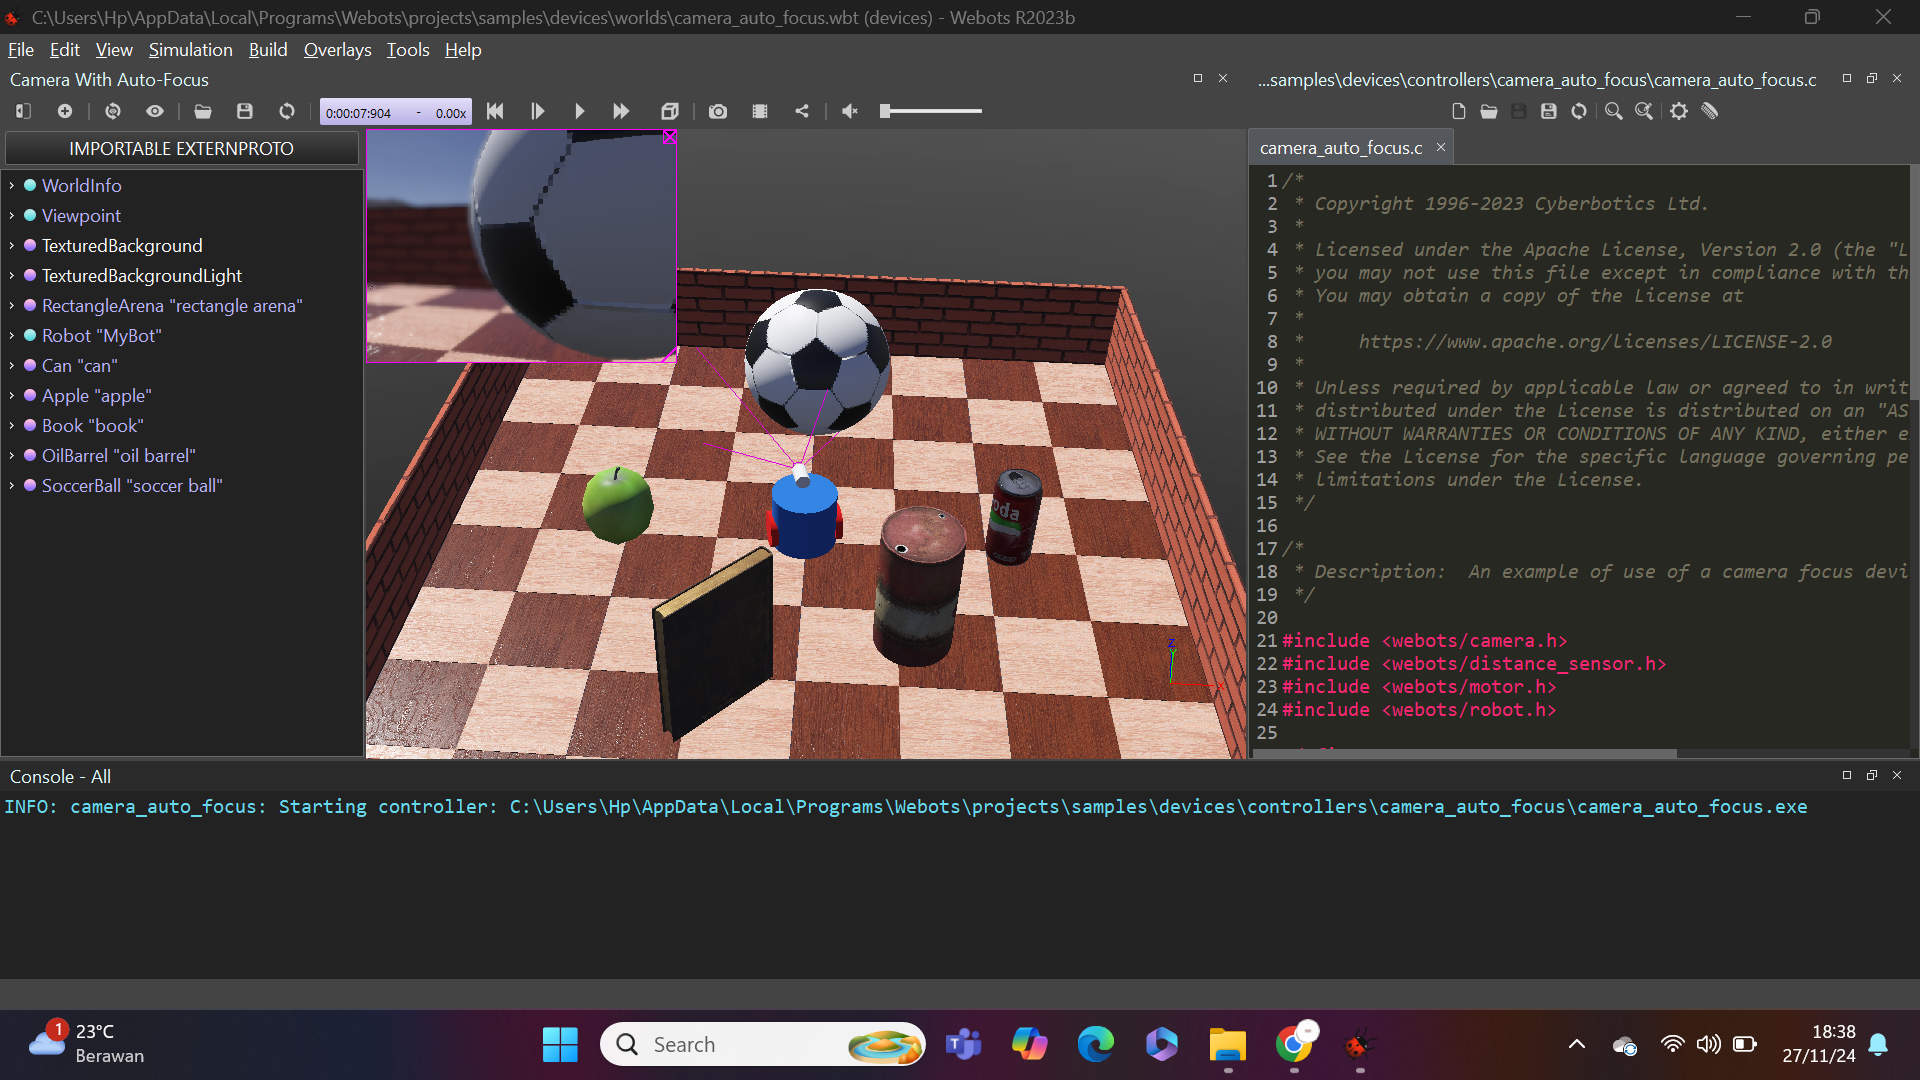 C:\Users\Hp\AppData\Local\Programs\Webots\projects\samples\devices\worlds\camera_auto_focus.wbt (devices) - Webots R2023b
File Edit View Simulation Build Overlays Tools Help
Camera With Auto-Focus
0:00:07:904 - 0.00x
IMPORTABLE EXTERNPROTO
WorldInfo
Viewpoint
TexturedBackground
TexturedBackgroundLight
RectangleArena "rectangle arena"
Robot "MyBot"
Can "can"
Apple "apple"
Book "book"
OilBarrel "oil barrel"
SoccerBall "soccer ball"
oda
...samples\devices\controllers\camera_auto_focus\camera_auto_focus.c
camera_auto_focus.c
1 /*
2 * Copyright 1996-2023 Cyberbotics Ltd.
3 *
4 * Licensed under the Apache License, Version 2.0 (the "L
5 * you may not use this file except in compliance with th
6 * You may obtain a copy of the License at
7 *
8 * https://www.apache.org/licenses/LICENSE-2.0
9 *
10 * Unless required by applicable law or agreed to in writ
11 * distributed under the License is distributed on an "AS
12 * WITHOUT WARRANTIES OR CONDITIONS OF ANY KIND, either e
13 * See the License for the specific language governing pe
14 * limitations under the License.
15 */
16
17 /*
18 * Description:  An example of use of a camera focus devi
19 */
20
21 #include <webots/camera.h>
22 #include <webots/distance_sensor.h>
23 #include <webots/motor.h>
24 #include <webots/robot.h>
25
Console - All
INFO: camera_auto_focus: Starting controller: C:\Users\Hp\AppData\Local\Programs\Webots\projects\samples\devices\controllers\camera_auto_focus\camera_auto_focus.exe
1
23°C
Berawan
Search
18:38
27/11/24